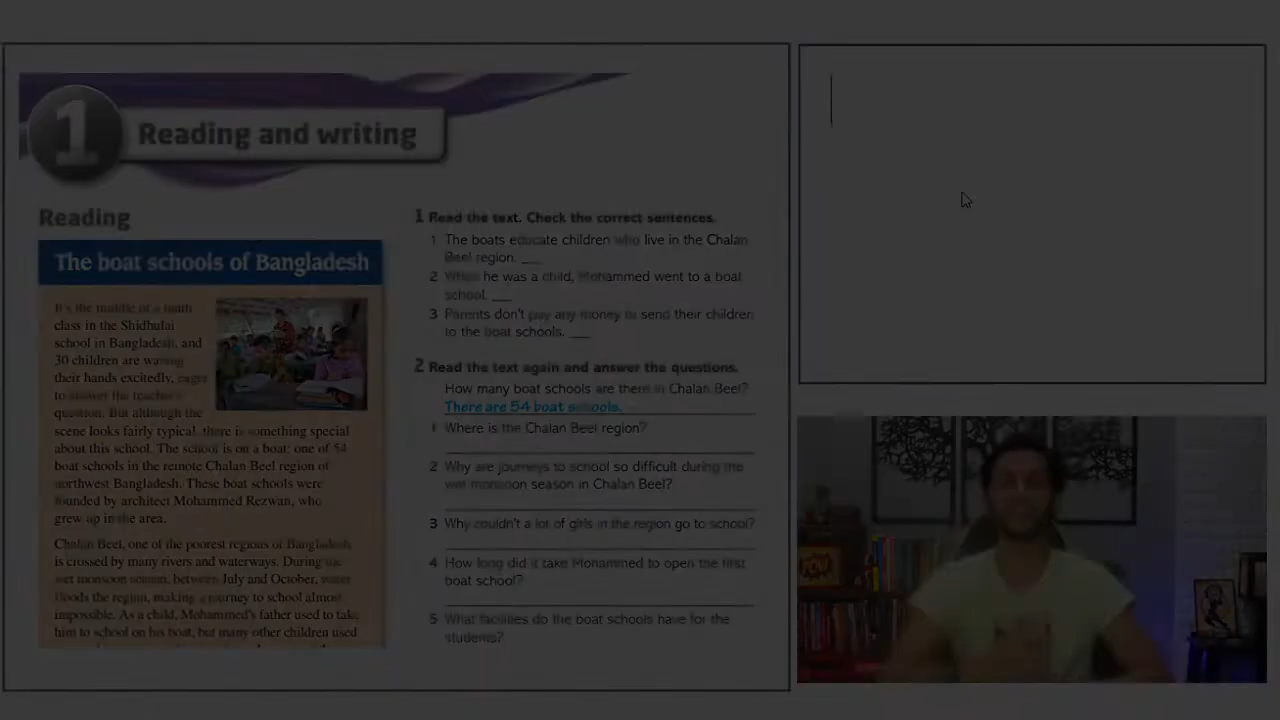 1
Reading and writing
Reading
The boat schools of Bangladesh
It's the middle of a math
class in the Shidhulai
school in Bangladesh, and
30 children are waving
their hands excitedly, eager
to answer the teacher's
question. But although the
scene looks fairly typical, there is something special
about this school. The school is on a boat: one of 54
boat schools in the remote Chalan Beel region of
northwest Bangladesh. These boat schools were
founded by architect Mohammed Rezwan, who
grew up in the area.
Chalan Beel, one of the poorest regions of Bangladesh,
is crossed by many rivers and waterways. During the
wet monsoon season, between July and October, water
floods the region, making a journey to school almost
impossible. As a child, Mohammed's father used to take
him to school on his boat, but many other children used
1 Read the text. Check the correct sentences.
1 The boats educate children who live in the Chalan
Beel region. ___
2 When he was a child, Mohammed went to a boat
school. ___
3 Parents don't pay any money to send their children
to the boat schools. ___
2 Read the text again and answer the questions.
How many boat schools are there in Chalan Beel?
There are 54 boat schools.
1 Where is the Chalan Beel region?
2 Why are journeys to school so difficult during the
wet monsoon season in Chalan Beel?
3 Why couldn't a lot of girls in the region go to school?
4 How long did it take Mohammed to open the first
boat school?
5 What facilities do the boat schools have for the
students?
POW!